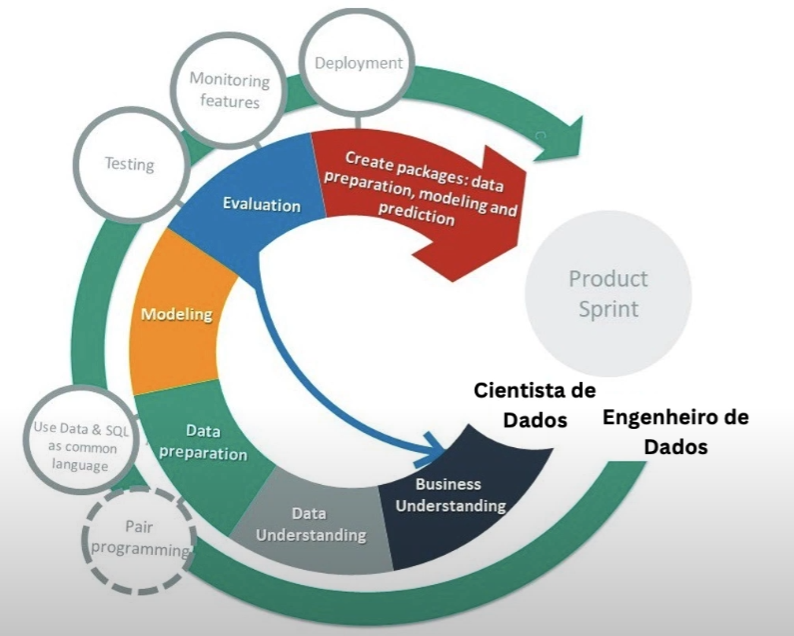 Deployment
Monitoring
features
Testing
Create packages: data
preparation, modeling and
prediction
Evaluation
Product
Sprint
Modeling
Cientista de
Dados
Engenheiro de
Dados
Use Data & SQL
as common
language
Data
preparation
Business
Understanding
Data
Understanding
Pair
programming